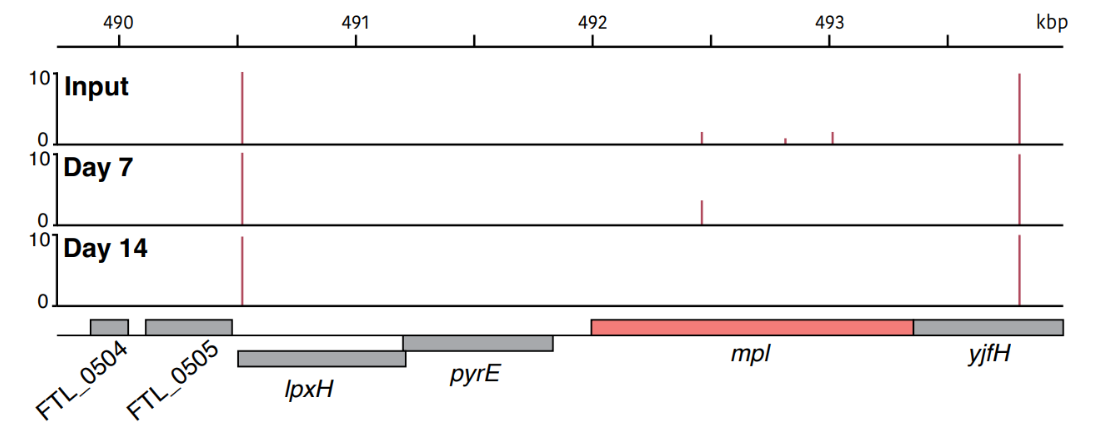 490 491 492 493 kbp
10 Input
0
10 Day 7
0
10 Day 14
0
FTL_0504 FTL_0505 lpxH pyrE mpl yjfH